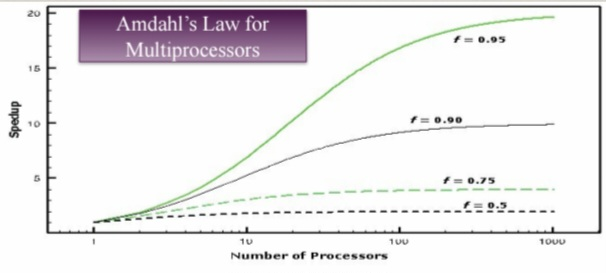 Amdahl's Law for
Multiprocessors
20
15
10
5
Spedup
f = 0.95
f = 0.90
f = 0.75
f = 0.5
1
10
100
1000
Number of Processors